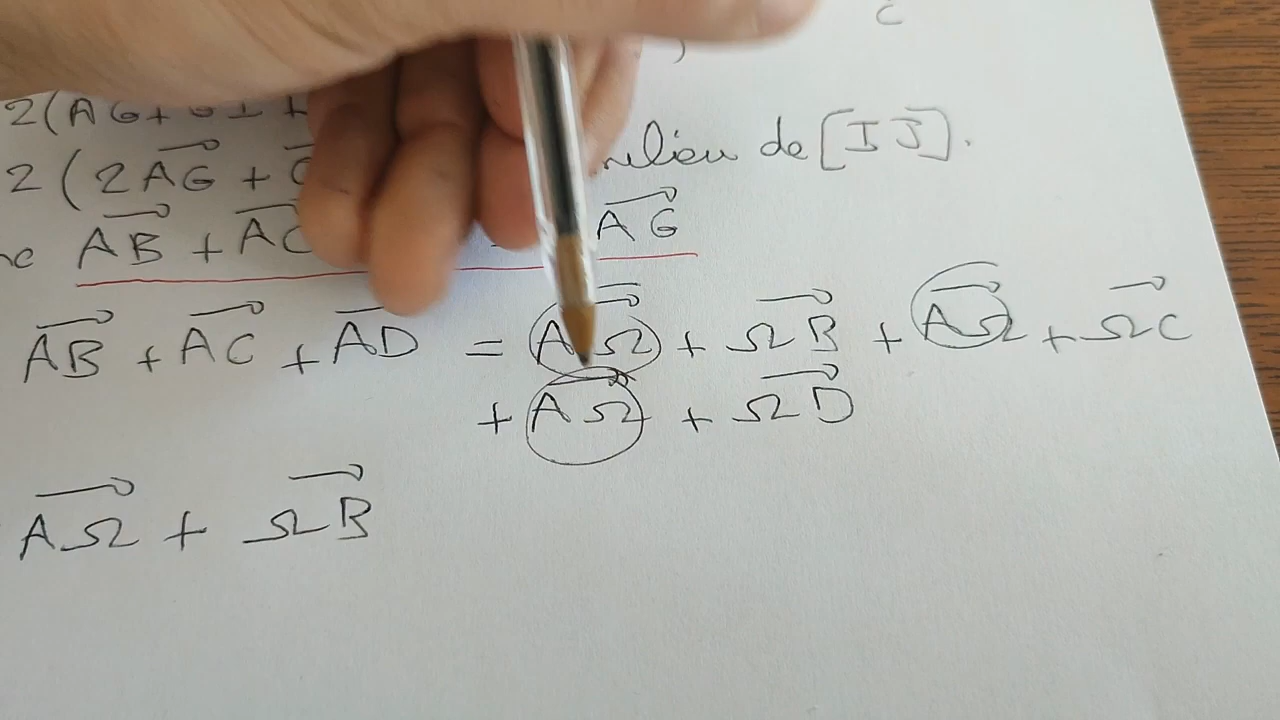 C
)
2(AG+GI+
2(2AG + G milieu de [IJ].
nc AB + AC AG
AB + AC + AD = AΩ + ΩB + AΩ + ΩC
+ AΩ + ΩD
AΩ + ΩB